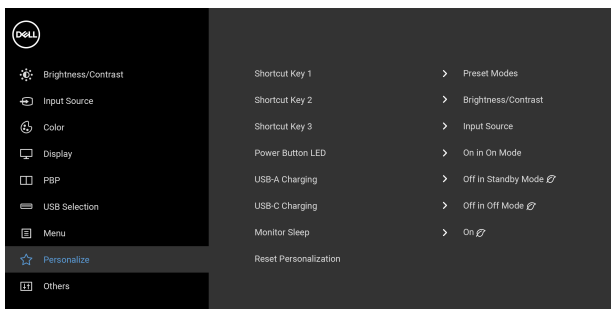 DELL
Brightness/Contrast
Input Source
Color
Display
PBP
USB Selection
Menu
Personalize
Others
Shortcut Key 1 Preset Modes
Shortcut Key 2 Brightness/Contrast
Shortcut Key 3 Input Source
Power Button LED On in On Mode
USB-A Charging Off in Standby Mode
USB-C Charging Off in Off Mode
Monitor Sleep On
Reset Personalization